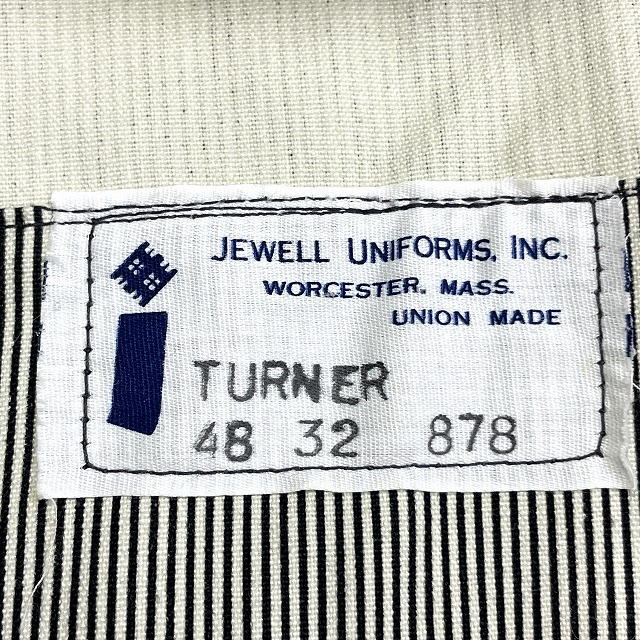 JEWELL UNIFORMS, INC.
WORCESTER, MASS.
UNION MADE
TURNER
48 32 878